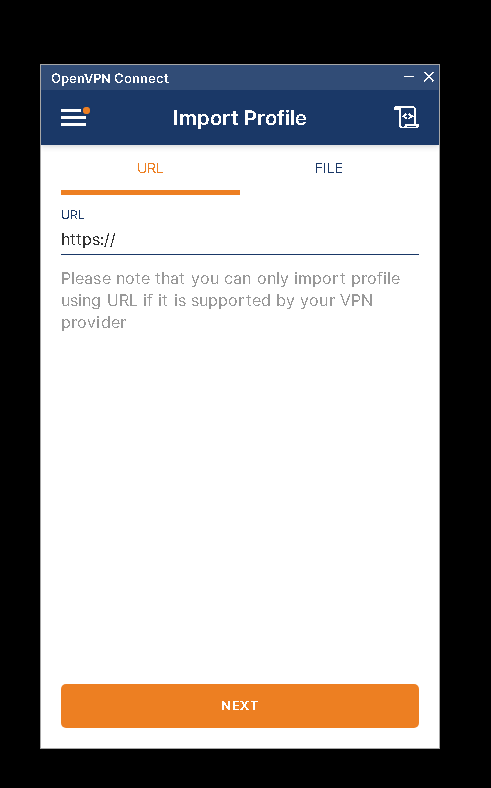 OpenVPN Connect
Import Profile
URL
FILE
URL
https://
Please note that you can only import profile
using URL if it is supported by your VPN
provider
NEXT